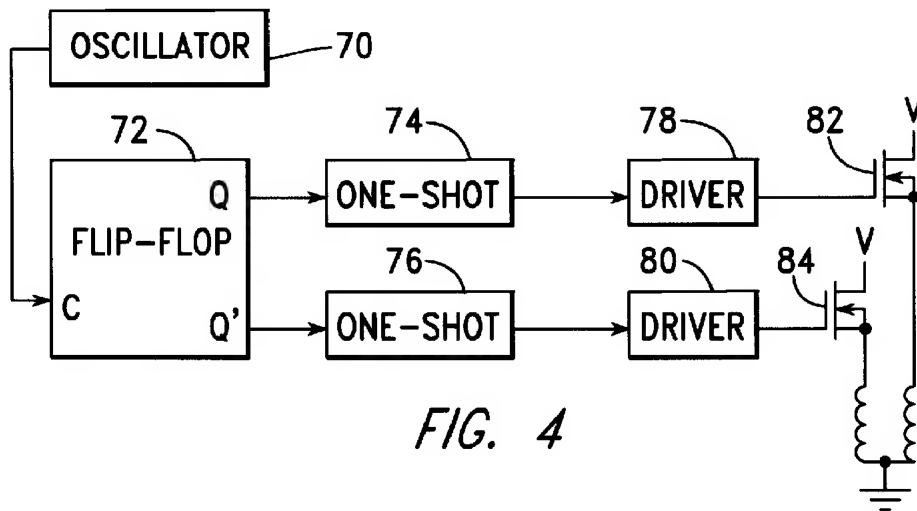 OSCILLATOR
70
72
74
78
82
V
Q
ONE-SHOT
DRIVER
FLIP-FLOP
76
80
84
V
C
Q'
ONE-SHOT
DRIVER
FIG. 4